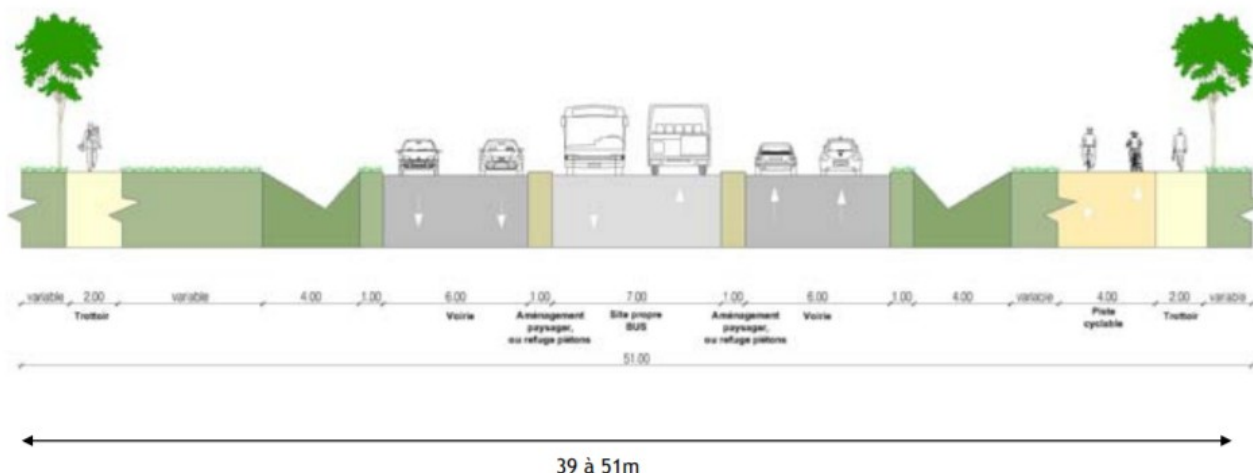 variable 2.00 variable 4.00 1.00 6.00 1.00 7.00 1.00 6.00 1.00 4.00 variable 4.00 2.00 variable
Trottoir Voirie Aménagement Site propre Aménagement Voirie Piste Trottoir
paysager, BUS paysager, cyclable
ou refuge piétons ou refuge piétons
51.00
39 à 51m